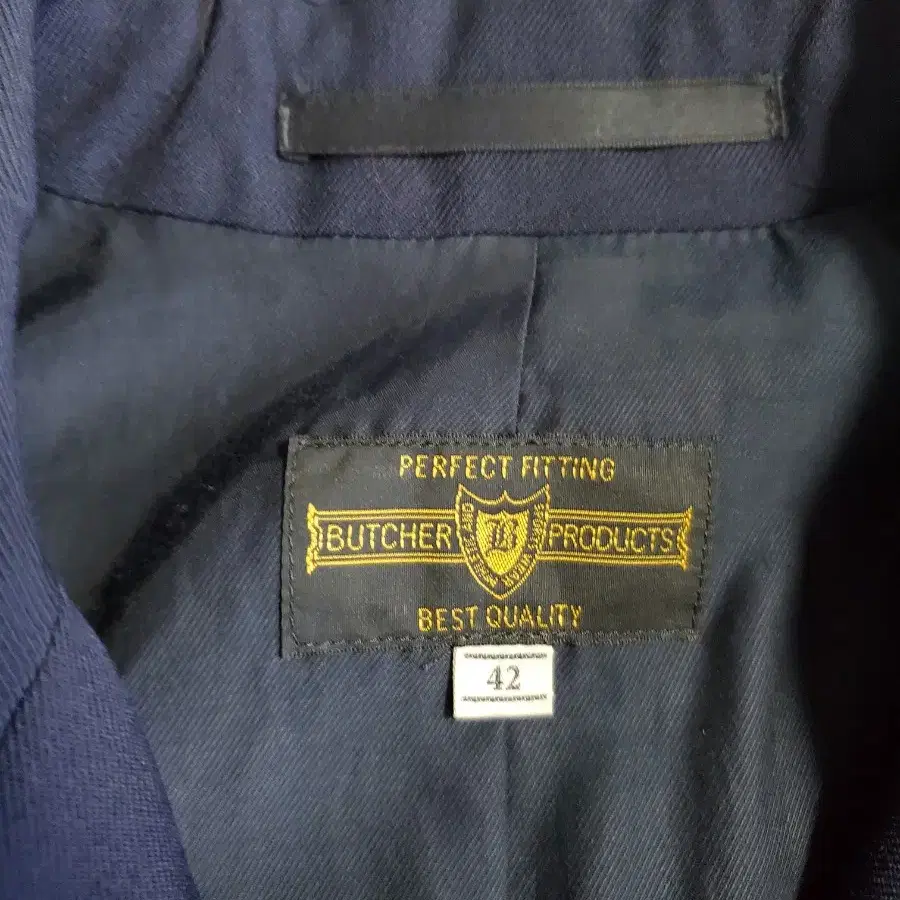 PERFECT FITTING
BUTCHER PRODUCTS
BEST QUALITY
42